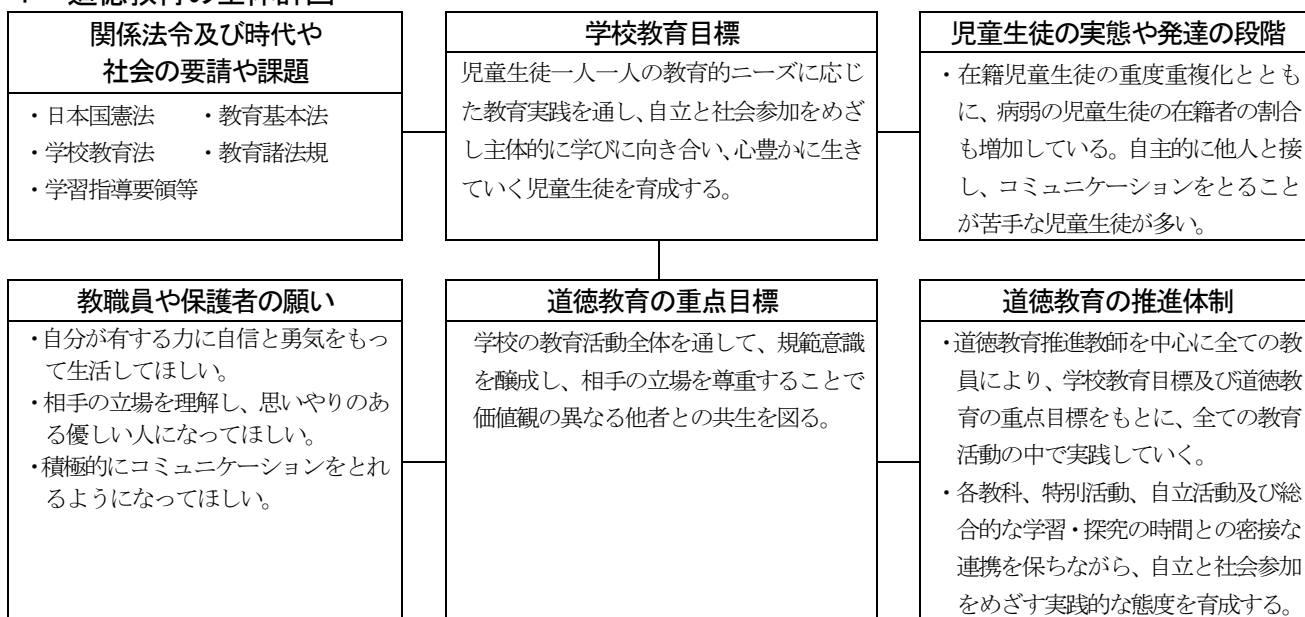 関係法令及び時代や
社会の要請や課題
・日本国憲法　・教育基本法
・学校教育法　・教育諸法規
・学習指導要領等
学校教育目標
児童生徒一人一人の教育的ニーズに応じ
た教育実践を通し、自立と社会参加をめざ
し主体的に学びに向き合い、心豊かに生き
ていく児童生徒を育成する。
児童生徒の実態や発達の段階
・在籍児童生徒の重度重複化ととも
に、病弱の児童生徒の在籍者の割合
も増加している。自主的に他人と接
し、コミュニケーションをとること
が苦手な児童生徒が多い。
教職員や保護者の願い
・自分が有する力に自信と勇気をもっ
て生活してほしい。
・相手の立場を理解し、思いやりのあ
る優しい人になってほしい。
・積極的にコミュニケーションをとれ
るようになってほしい。
道徳教育の重点目標
学校の教育活動全体を通して、規範意識
を醸成し、相手の立場を尊重することで
価値観の異なる他者との共生を図る。
道徳教育の推進体制
・道徳教育推進教師を中心に全ての教
員により、学校教育目標及び道徳教
育の重点目標をもとに、全ての教育
活動の中で実践していく。
・各教科、特別活動、自立活動及び総
合的な学習・探究の時間との密接な
連携を保ちながら、自立と社会参加
をめざす実践的な態度を育成する。